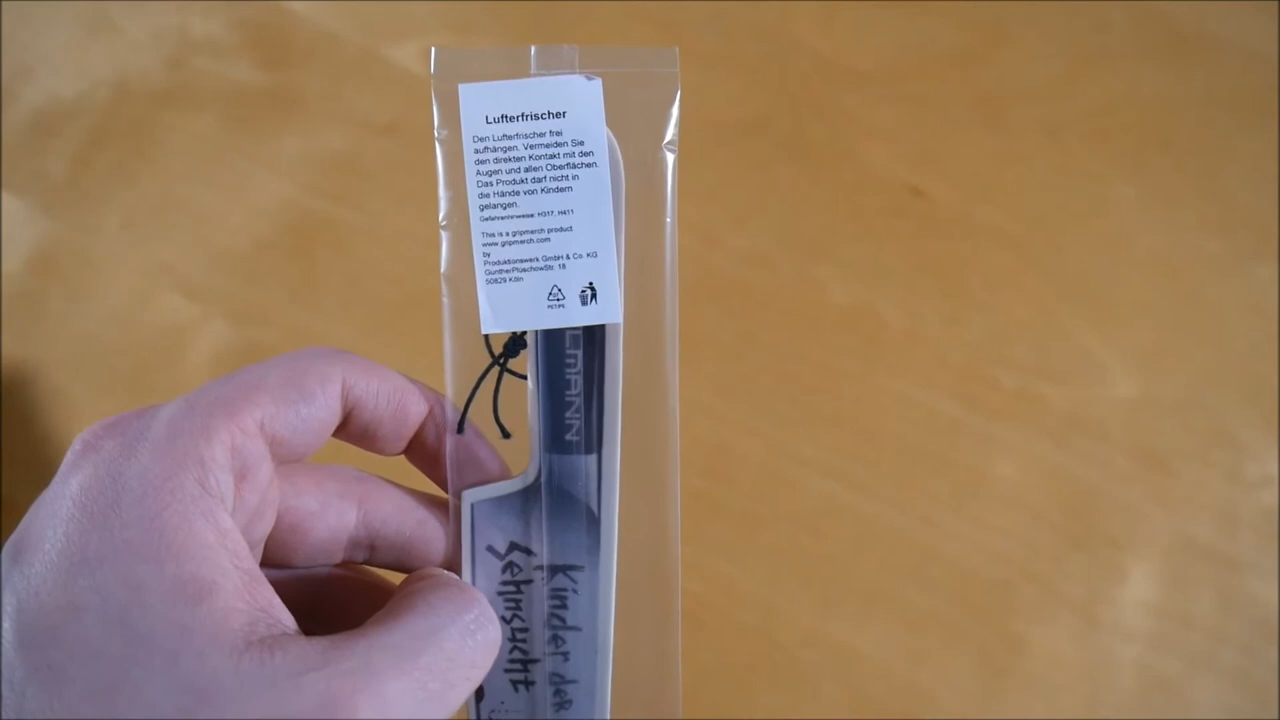 Lufterfrischer
Den Lufterfrischer frei
aufhängen. Vermeiden Sie
den direkten Kontakt mit den
Augen und allen Oberflächen.
Das Produkt darf nicht in
die Hände von Kindern
gelangen.
Gefahrenhinweise: H317, H411
This is a gripmerch product.
www.gripmerch.com
by
Produktionswerk GmbH & Co. KG
GuntherPlüschowStr. 18
50829 Köln
07
PET/PE
LMANN
Kinder der
Sehnsucht